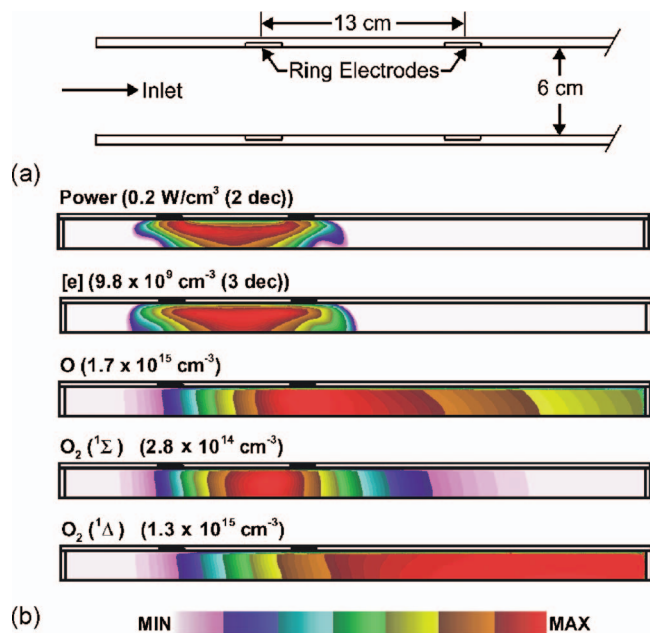 13 cm
Ring Electrodes
Inlet
6 cm
(a)
Power (0.2 W/cm³ (2 dec))
[e] (9.8 x 10⁹ cm⁻³ (3 dec))
O (1.7 x 10¹⁵ cm⁻³)
O₂ (¹Σ) (2.8 x 10¹⁴ cm⁻³)
O₂ (¹Δ) (1.3 x 10¹⁵ cm⁻³)
(b) MIN MAX